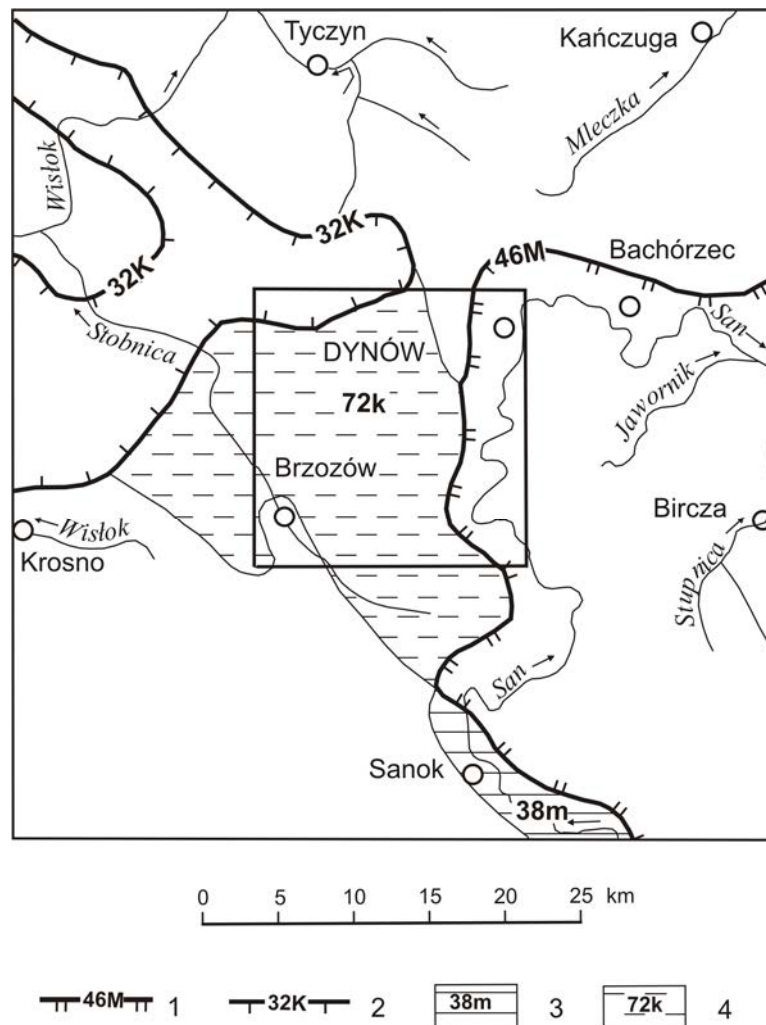 Tyczyn
Kańczuga
Mleczka
Wisłok
32K
46M
Bachórzec
32K
San
Słobnica
DYNÓW
Jawornik
72k
Brzozów
Wisłok
Bircza
Krosno
Stupnica
San
Sanok
38m
0 5 10 15 20 25 km
46M 1 32K 2 38m 3 72k 4